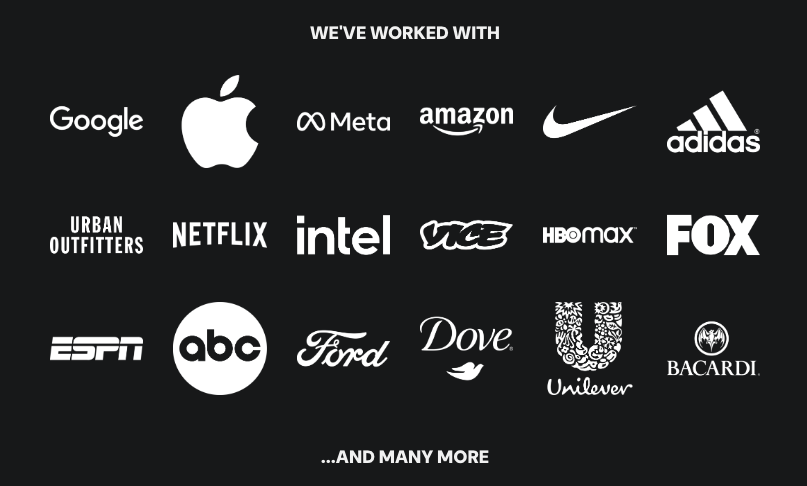 WE'VE WORKED WITH
Google
Meta
amazon
adidas®
URBAN
OUTFITTERS
NETFLIX
intel
VICE
HBOmax
FOX
ESPN
abc
Ford
Dove
Unilever
BACARDI
...AND MANY MORE